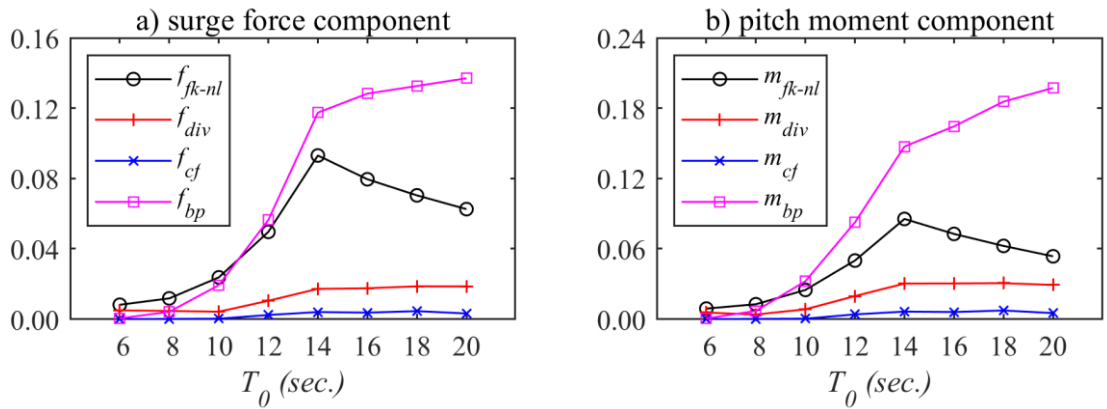 a) surge force component
0.16
0.12
0.08
0.04
0.00
f_fk-nl
f_div
f_cf
f_bp
6 8 10 12 14 16 18 20
T_0 (sec.)
b) pitch moment component
0.24
0.18
0.12
0.06
0.00
m_fk-nl
m_div
m_cf
m_bp
6 8 10 12 14 16 18 20
T_0 (sec.)